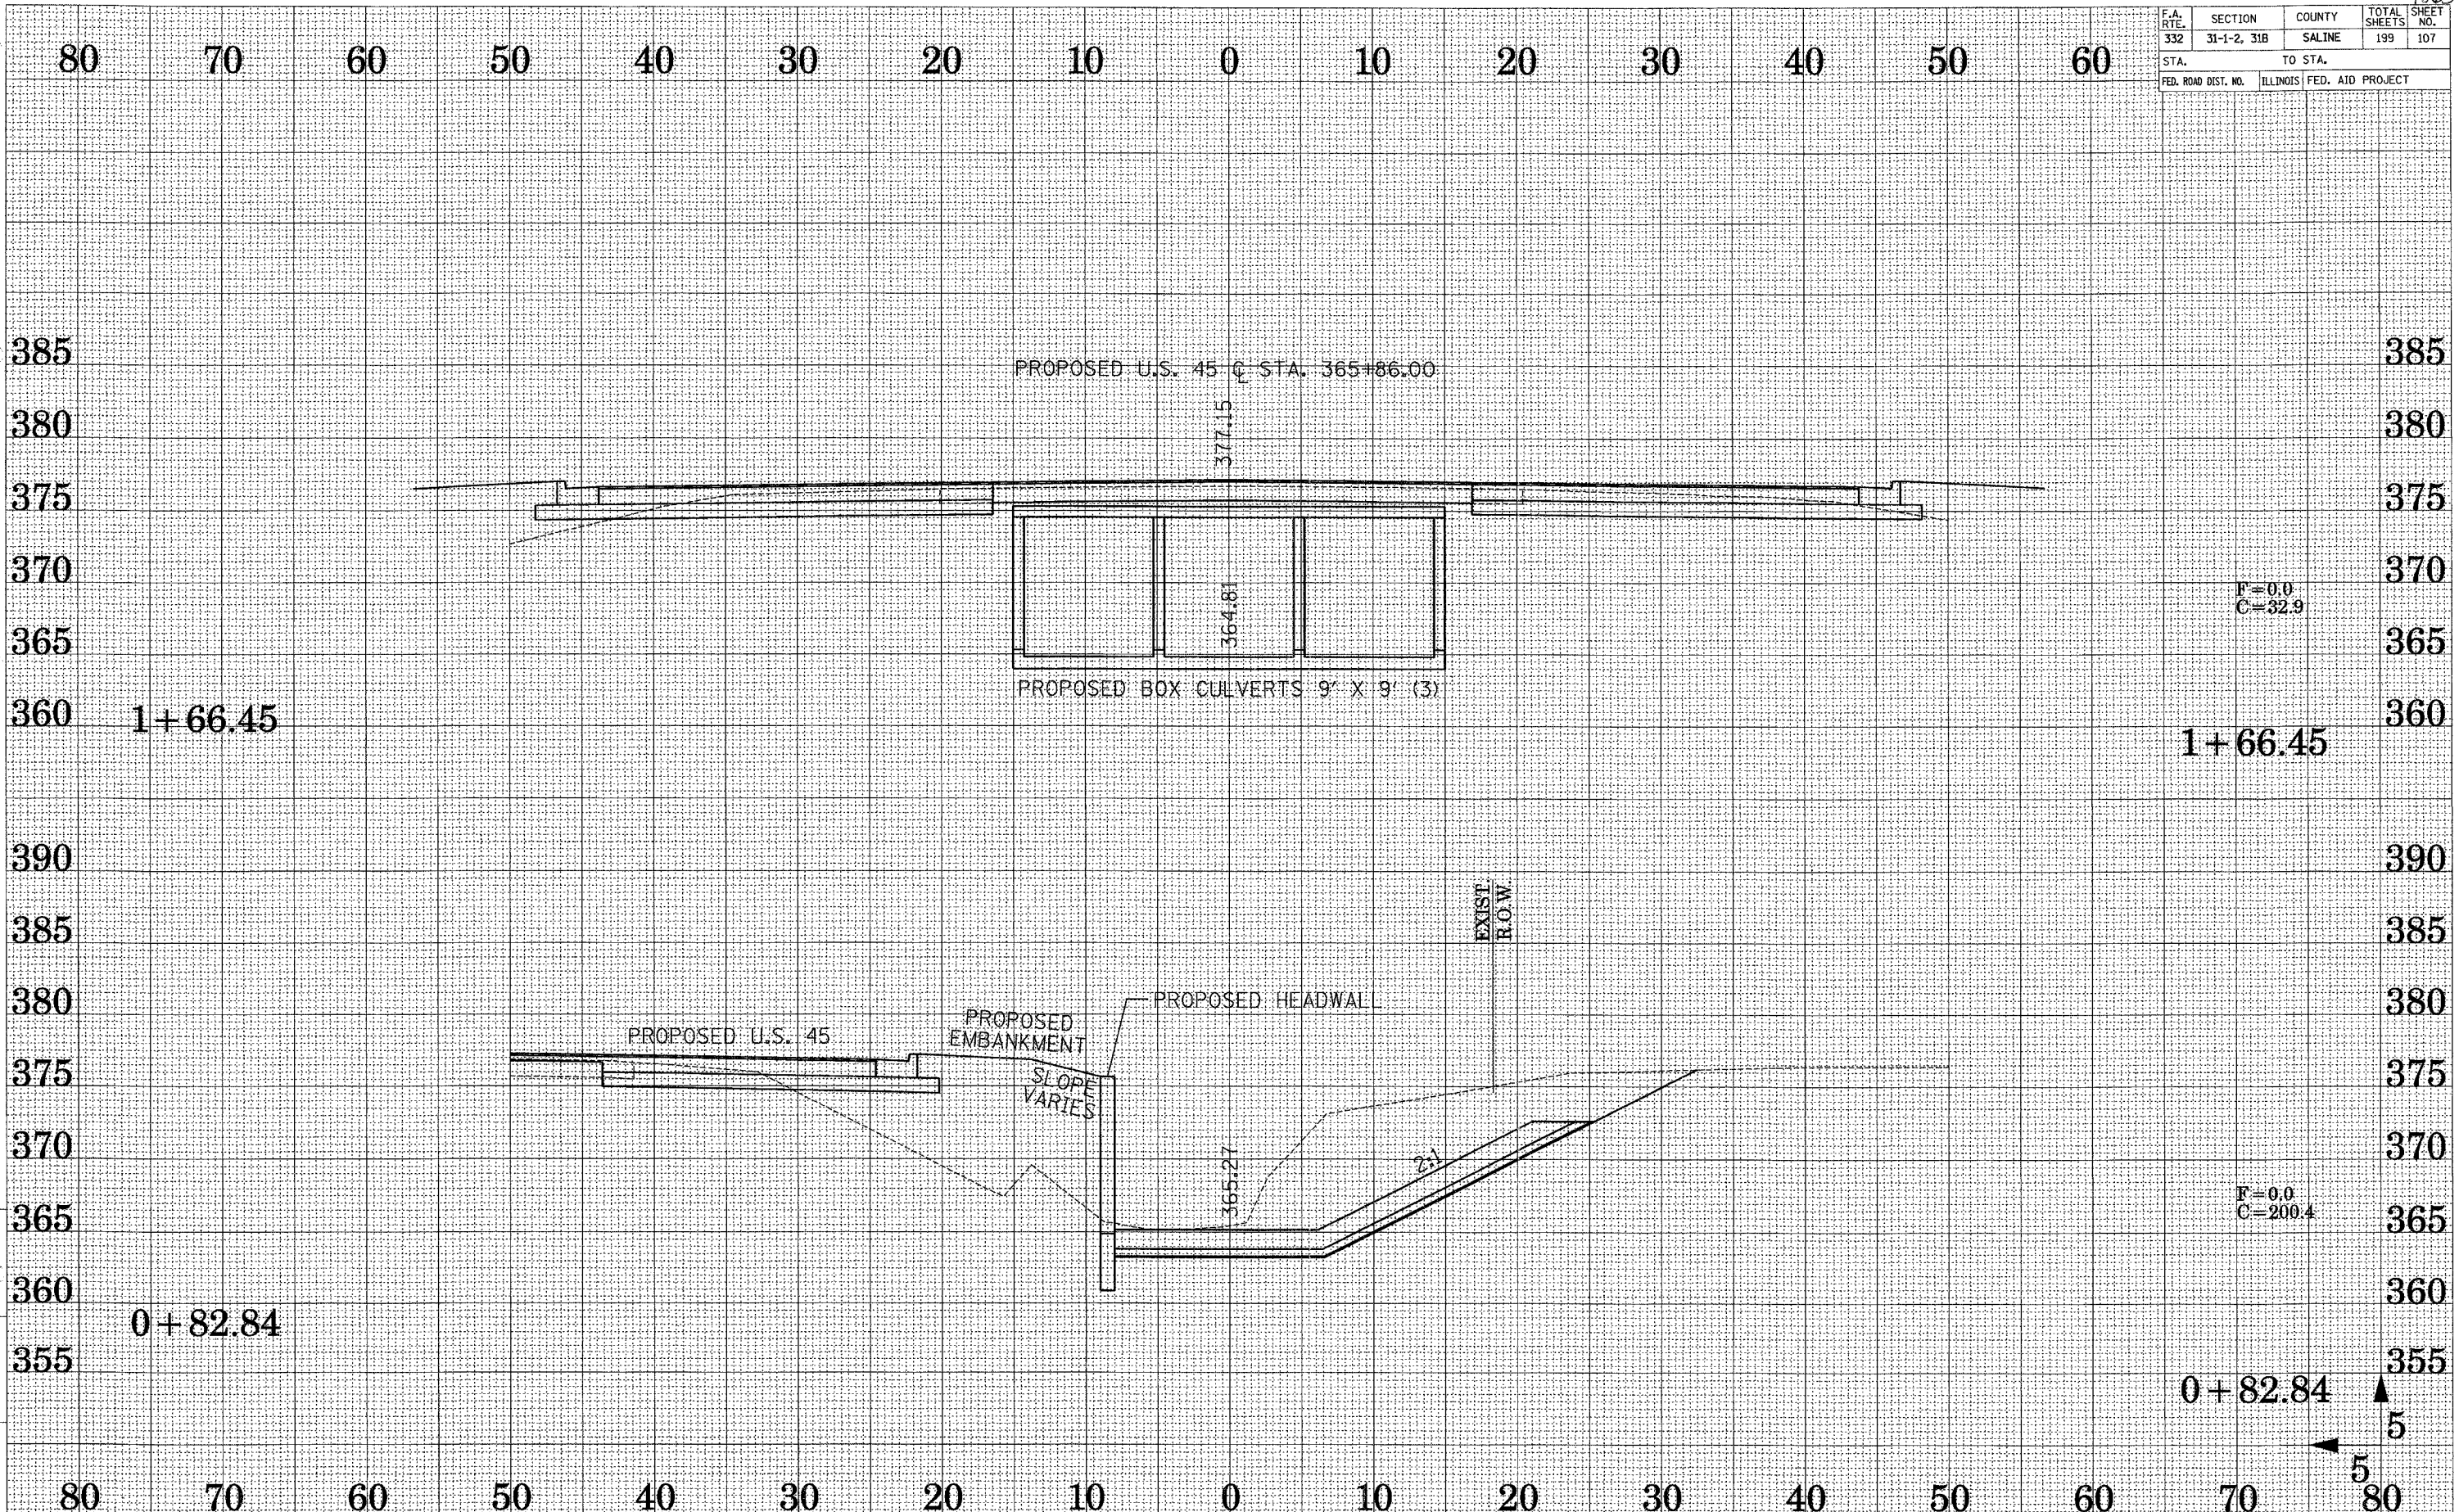 F.A. RTE. SECTION COUNTY TOTAL SHEETS SHEET NO.
332 31-1-2, 31B SALINE 199 107
STA. TO STA.
FED. ROAD DIST. NO. ILLINOIS FED. AID PROJECT
80 70 60 50 40 30 20 10 0 10 20 30 40 50 60
385 385
PROPOSED U.S. 45 ℄ STA. 365+86.00
380 377.15 380
375 375
370 370
F=0.0
C=32.9
364.81
365 365
PROPOSED BOX CULVERTS 9' X 9' (3)
360 1+66.45 360
1+66.45
390 390
EXIST.
R.O.W.
385 385
380 PROPOSED HEADWALL 380
PROPOSED U.S. 45
PROPOSED
EMBANKMENT
375 375
SLOPE
VARIES
370 2:1 370
365.27
F=0.0
C=200.4
365 365
360 360
0+82.84
355 355
0+82.84
5
5
80 70 60 50 40 30 20 10 0 10 20 30 40 50 60 70 80